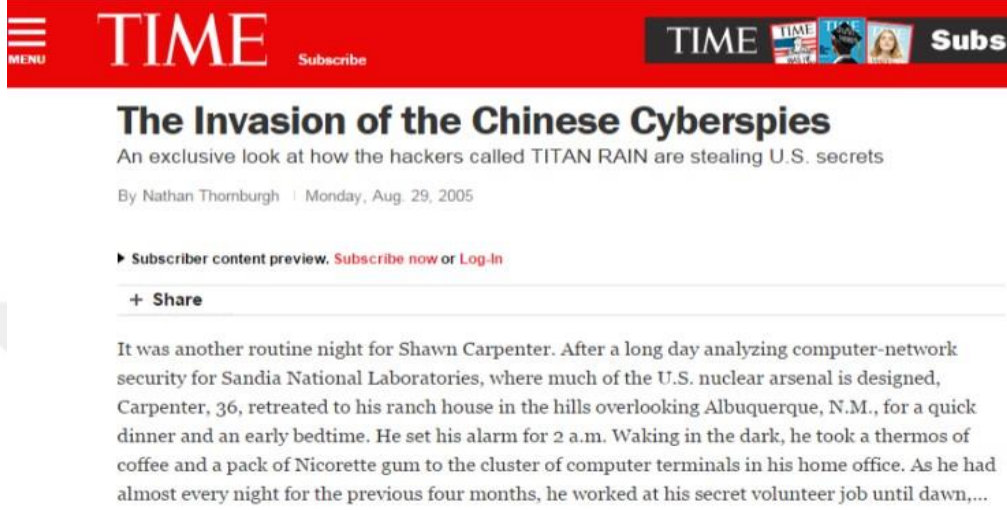 TIME Subscribe TIME TIME TIME Subs
MENU
The Invasion of the Chinese Cyberspies
An exclusive look at how the hackers called TITAN RAIN are stealing U.S. secrets
By Nathan Thornburgh | Monday, Aug. 29, 2005
Subscriber content preview. Subscribe now or Log-In
+ Share
It was another routine night for Shawn Carpenter. After a long day analyzing computer-network
security for Sandia National Laboratories, where much of the U.S. nuclear arsenal is designed,
Carpenter, 36, retreated to his ranch house in the hills overlooking Albuquerque, N.M., for a quick
dinner and an early bedtime. He set his alarm for 2 a.m. Waking in the dark, he took a thermos of
coffee and a pack of Nicorette gum to the cluster of computer terminals in his home office. As he had
almost every night for the previous four months, he worked at his secret volunteer job until dawn,...